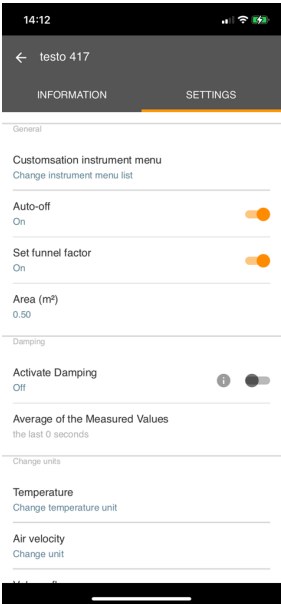 14:12
testo 417
INFORMATION SETTINGS
General
Customsation instrument menu
Change instrument menu list
Auto-off
On
Set funnel factor
On
Area (m²)
0.50
Damping
Activate Damping
Off
Average of the Measured Values
the last 0 seconds
Change units
Temperature
Change temperature unit
Air velocity
Change unit